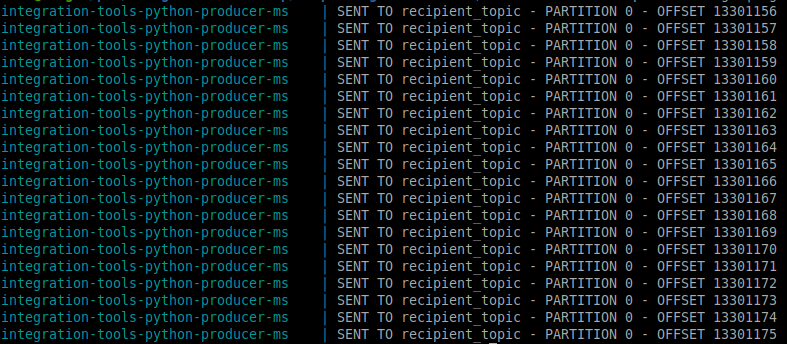 integration-tools-python-producer-ms | SENT TO recipient_topic - PARTITION 0 - OFFSET 13301156
integration-tools-python-producer-ms | SENT TO recipient_topic - PARTITION 0 - OFFSET 13301157
integration-tools-python-producer-ms | SENT TO recipient_topic - PARTITION 0 - OFFSET 13301158
integration-tools-python-producer-ms | SENT TO recipient_topic - PARTITION 0 - OFFSET 13301159
integration-tools-python-producer-ms | SENT TO recipient_topic - PARTITION 0 - OFFSET 13301160
integration-tools-python-producer-ms | SENT TO recipient_topic - PARTITION 0 - OFFSET 13301161
integration-tools-python-producer-ms | SENT TO recipient_topic - PARTITION 0 - OFFSET 13301162
integration-tools-python-producer-ms | SENT TO recipient_topic - PARTITION 0 - OFFSET 13301163
integration-tools-python-producer-ms | SENT TO recipient_topic - PARTITION 0 - OFFSET 13301164
integration-tools-python-producer-ms | SENT TO recipient_topic - PARTITION 0 - OFFSET 13301165
integration-tools-python-producer-ms | SENT TO recipient_topic - PARTITION 0 - OFFSET 13301166
integration-tools-python-producer-ms | SENT TO recipient_topic - PARTITION 0 - OFFSET 13301167
integration-tools-python-producer-ms | SENT TO recipient_topic - PARTITION 0 - OFFSET 13301168
integration-tools-python-producer-ms | SENT TO recipient_topic - PARTITION 0 - OFFSET 13301169
integration-tools-python-producer-ms | SENT TO recipient_topic - PARTITION 0 - OFFSET 13301170
integration-tools-python-producer-ms | SENT TO recipient_topic - PARTITION 0 - OFFSET 13301171
integration-tools-python-producer-ms | SENT TO recipient_topic - PARTITION 0 - OFFSET 13301172
integration-tools-python-producer-ms | SENT TO recipient_topic - PARTITION 0 - OFFSET 13301173
integration-tools-python-producer-ms | SENT TO recipient_topic - PARTITION 0 - OFFSET 13301174
integration-tools-python-producer-ms | SENT TO recipient_topic - PARTITION 0 - OFFSET 13301175